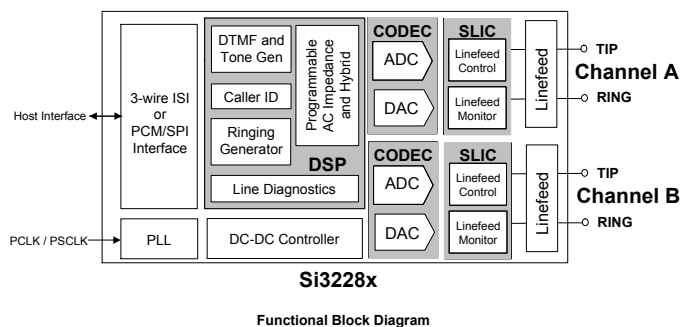 Host Interface
PCLK / PSCLK
3-wire ISI
or
PCM/SPI
Interface
PLL
DTMF and
Tone Gen
Caller ID
Ringing
Generator
Programmable
AC Impedance
and Hybrid
DSP
Line Diagnostics
DC-DC Controller
CODEC
ADC
DAC
SLIC
Linefeed
Control
Linefeed
Monitor
Linefeed
TIP
Channel A
RING
CODEC
ADC
DAC
SLIC
Linefeed
Control
Linefeed
Monitor
Linefeed
TIP
Channel B
RING
Si3228x
Functional Block Diagram